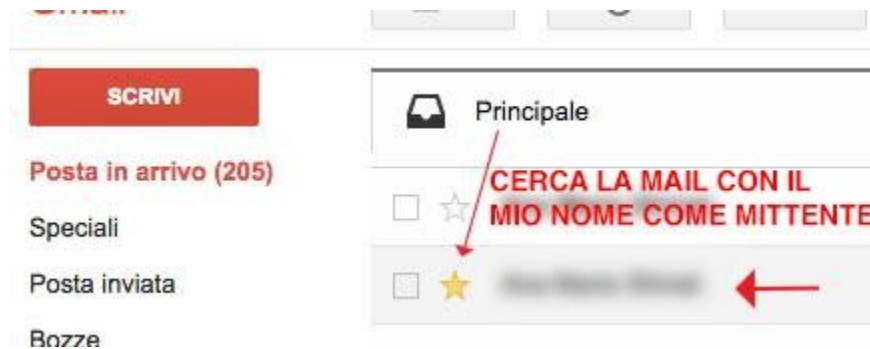 SCRIVI
Principale
Posta in arrivo (205)
CERCA LA MAIL CON IL
MIO NOME COME MITTENTE
Speciali
Posta inviata
Bozze